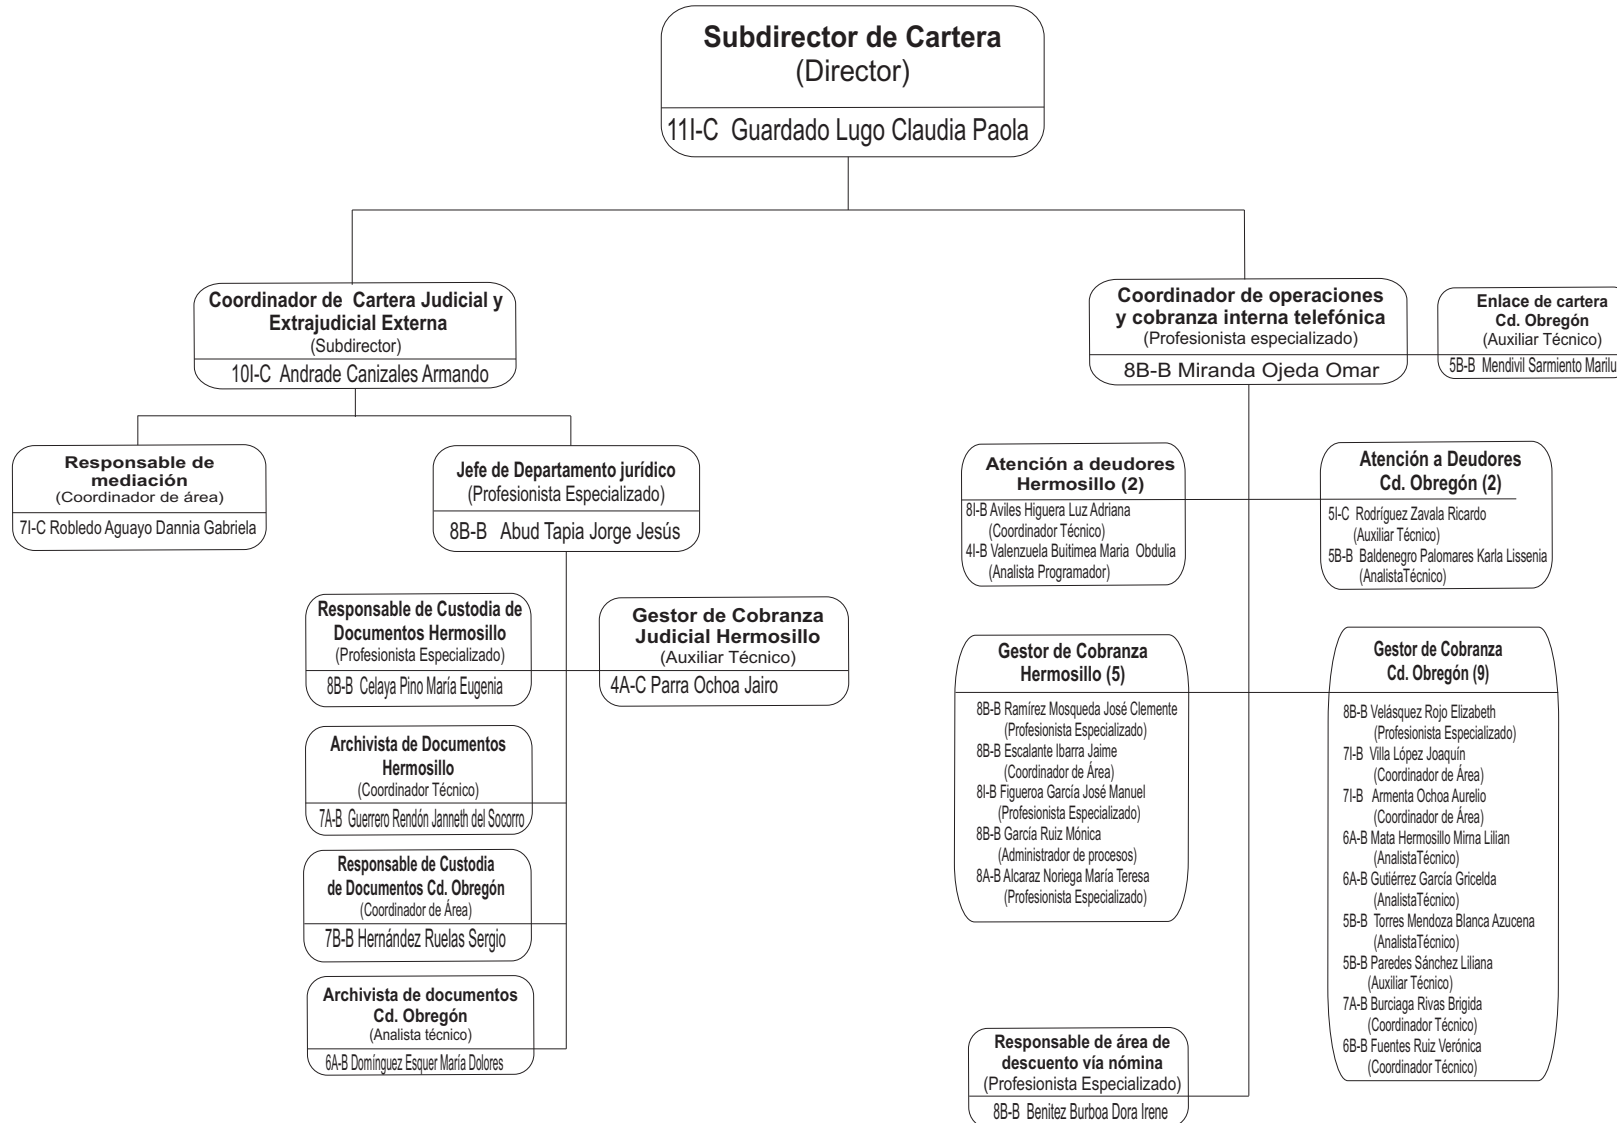 Subdirector de Cartera
(Director)
11I-C  Guardado Lugo Claudia Paola
Coordinador de  Cartera Judicial y
Extrajudicial Externa
(Subdirector)
10I-C  Andrade Canizales Armando
Coordinador de operaciones
y cobranza interna telefónica
(Profesionista especializado)
8B-B Miranda Ojeda Omar
Enlace de cartera
Cd. Obregón
(Auxiliar Técnico)
5B-B  Mendivil Sarmiento Marilu
Responsable de
mediación
(Coordinador de área)
7I-C Robledo Aguayo Dannia Gabriela
Jefe de Departamento jurídico
(Profesionista Especializado)
8B-B   Abud Tapia Jorge Jesús
Atención a deudores
Hermosillo (2)
8I-B Aviles Higuera Luz Adriana
(Coordinador Técnico)
4I-B Valenzuela Buitimea Maria  Obdulia
(Analista Programador)
Atención a Deudores
Cd. Obregón (2)
5I-C  Rodríguez Zavala Ricardo
(Auxiliar Técnico)
5B-B  Baldenegro Palomares Karla Lissenia
(AnalistaTécnico)
Responsable de Custodia de
Documentos Hermosillo
(Profesionista Especializado)
8B-B  Celaya Pino María Eugenia
Gestor de Cobranza
Judicial Hermosillo
(Auxiliar Técnico)
4A-C Parra Ochoa Jairo
Archivista de Documentos
Hermosillo
(Coordinador Técnico)
7A-B  Guerrero Rendón Janneth del Socorro
Responsable de Custodia
de Documentos Cd. Obregón
(Coordinador de Área)
7B-B Hernández Ruelas Sergio
Archivista de documentos
Cd. Obregón
(Analista técnico)
6A-B Domínguez Esquer María Dolores
Gestor de Cobranza
Hermosillo (5)
8B-B Ramírez Mosqueda José Clemente
(Profesionista Especializado)
8B-B Escalante Ibarra Jaime
(Coordinador de Área)
8I-B Figueroa García José Manuel
(Profesionista Especializado)
8B-B García Ruiz Mónica
(Administrador de procesos)
8A-B Alcaraz Noriega María Teresa
(Profesionista Especializado)
Gestor de Cobranza
Cd. Obregón (9)
8B-B Velásquez Rojo Elizabeth
(Profesionista Especializado)
7I-B  Villa López Joaquín
(Coordinador de Área)
7I-B   Armenta Ochoa Aurelio
(Coordinador de Área)
6A-B Mata Hermosillo Mirna Lilian
(AnalistaTécnico)
6A-B Gutiérrez García Gricelda
(AnalistaTécnico)
5B-B  Torres Mendoza Blanca Azucena
(AnalistaTécnico)
5B-B Paredes Sánchez Liliana
(Auxiliar Técnico)
7A-B Burciaga Rivas Brigida
(Coordinador Técnico)
6B-B Fuentes Ruiz Verónica
(Coordinador Técnico)
Responsable de área de
descuento vía nómina
(Profesionista Especializado)
8B-B  Benitez Burboa Dora Irene